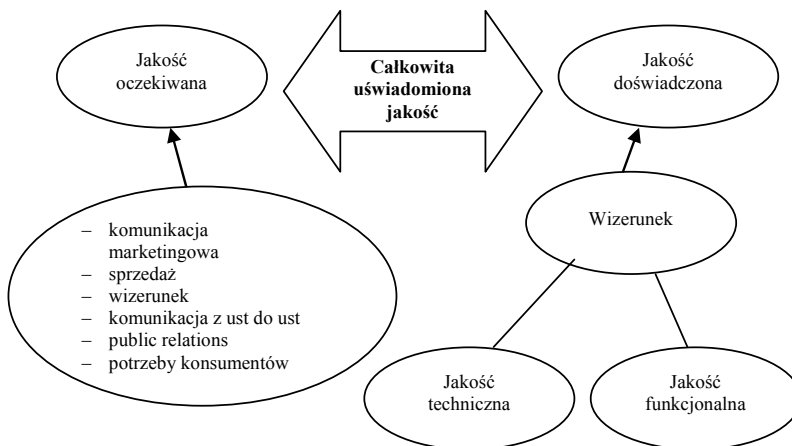 Jakość
oczekiwana
Całkowita
uświadomiona
jakość
Jakość
doświadczona
– komunikacja
marketingowa
– sprzedaż
– wizerunek
– komunikacja z ust do ust
– public relations
– potrzeby konsumentów
Wizerunek
Jakość
techniczna
Jakość
funkcjonalna